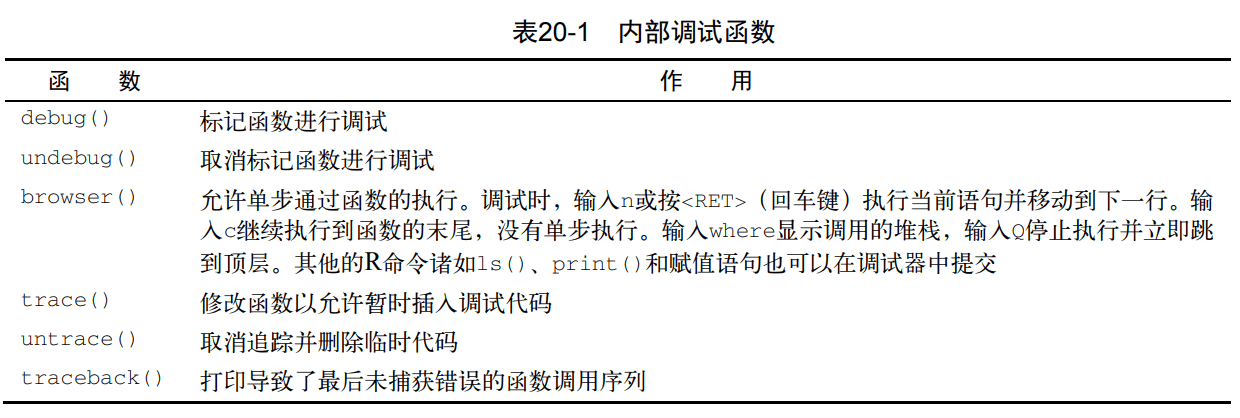 表20-1 内部调试函数
函 数 作 用
debug() 标记函数进行调试
undebug() 取消标记函数进行调试
browser() 允许单步通过函数的执行。调试时，输入n或按<RET>（回车键）执行当前语句并移动到下一行。输
入c继续执行到函数的末尾，没有单步执行。输入where显示调用的堆栈，输入Q停止执行并立即跳
到顶层。其他的R命令诸如ls()、print()和赋值语句也可以在调试器中提交
trace() 修改函数以允许暂时插入调试代码
untrace() 取消追踪并删除临时代码
traceback() 打印导致了最后未捕获错误的函数调用序列